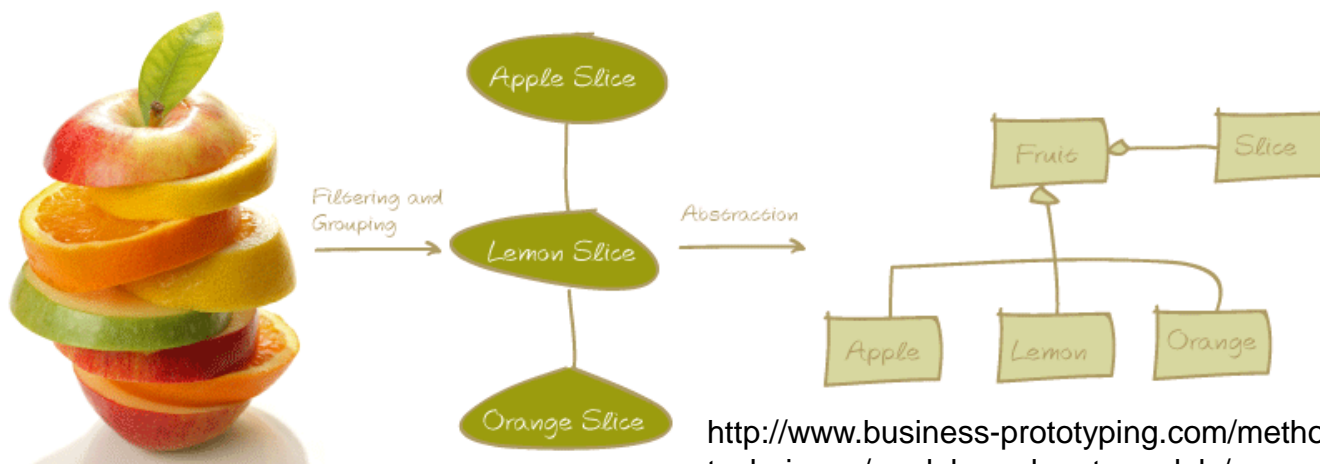 Apple Slice
Filtering and
Grouping
Lemon Slice
Orange Slice
Abstraction
Fruit
Slice
Apple
Lemon
Orange
http://www.business-prototyping.com/metho